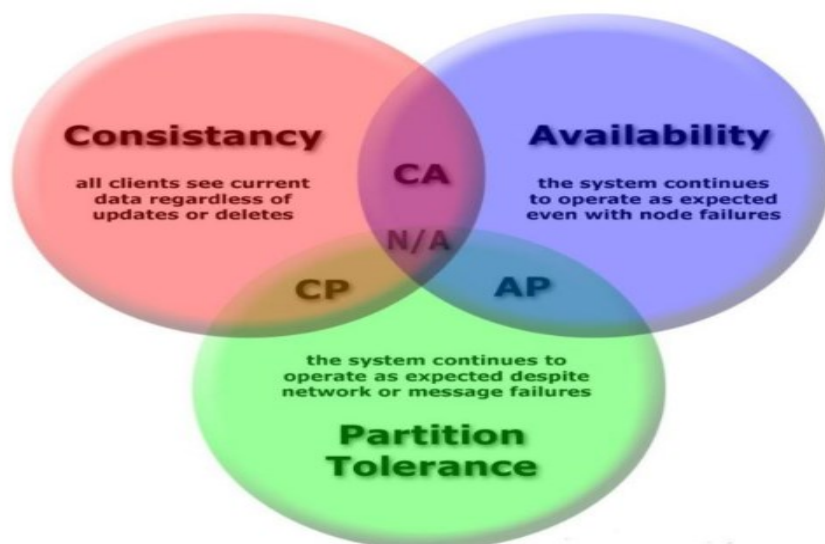 Consistancy
all clients see current
data regardless of
updates or deletes
Availability
the system continues
to operate as expected
even with node failures
CA
N/A
CP
AP
the system continues to
operate as expected despite
network or message failures
Partition
Tolerance